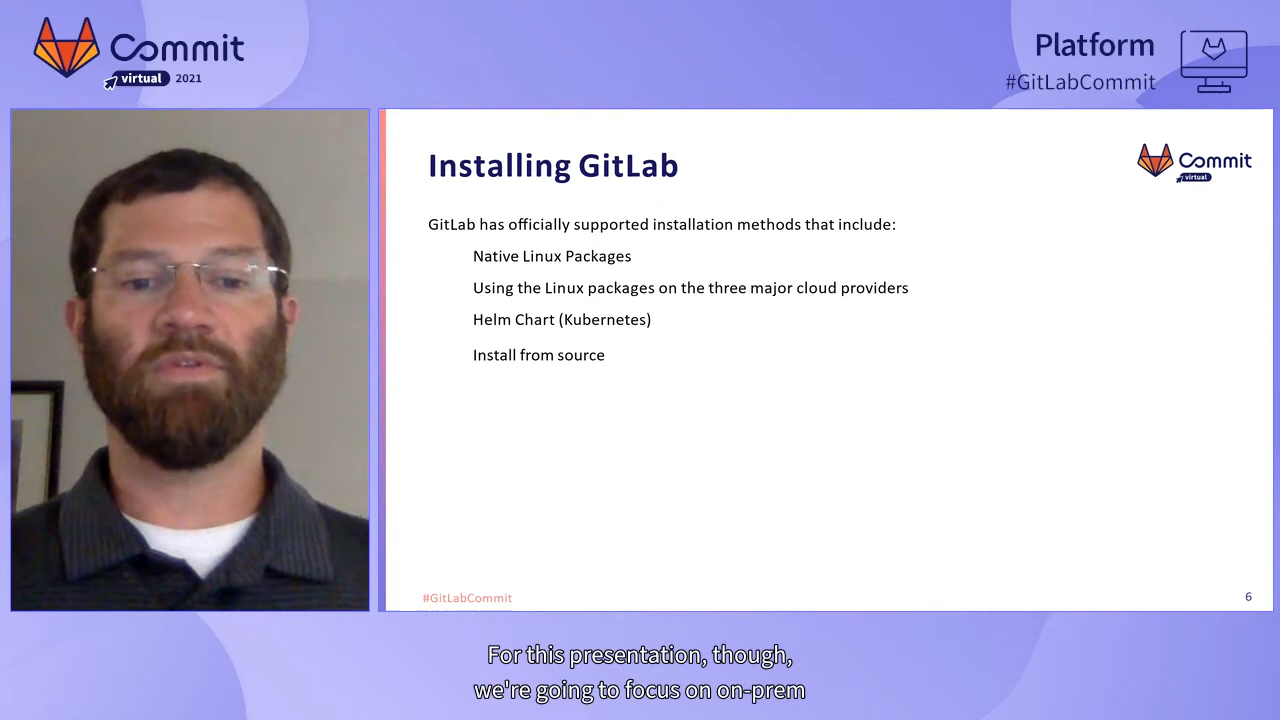 Commit
virtual 2021
Platform
#GitLabCommit
Installing GitLab
Commit
virtual
GitLab has officially supported installation methods that include:
Native Linux Packages
Using the Linux packages on the three major cloud providers
Helm Chart (Kubernetes)
Install from source
#GitLabCommit
6
For this presentation, though,
we're going to focus on on-prem